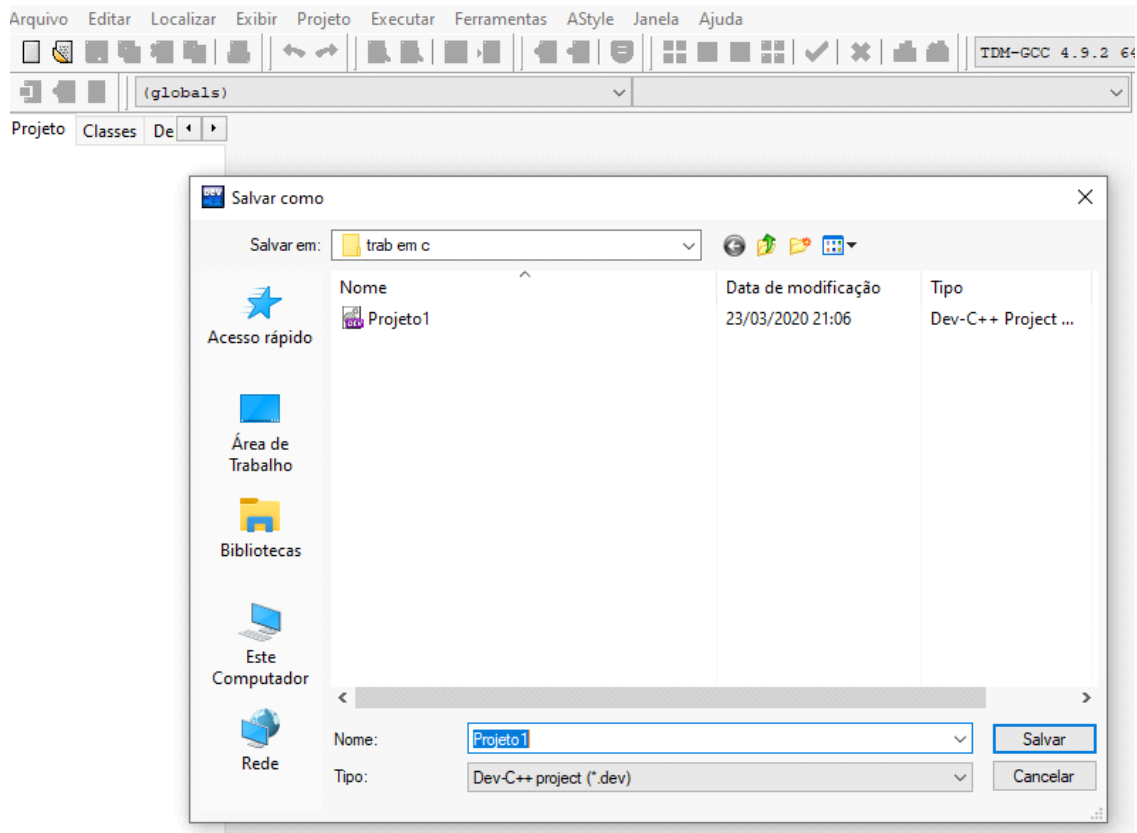 Arquivo Editar Localizar Exibir Projeto Executar Ferramentas AStyle Janela Ajuda
TDM-GCC 4.9.2 64
(globals)
Projeto Classes De
Salvar como
Salvar em: trab em c
Nome Data de modificação Tipo
Projeto1 23/03/2020 21:06 Dev-C++ Project ...
Acesso rápido
Área de
Trabalho
Bibliotecas
Este
Computador
Rede
Nome: Projeto1 Salvar
Tipo: Dev-C++ project (*.dev) Cancelar